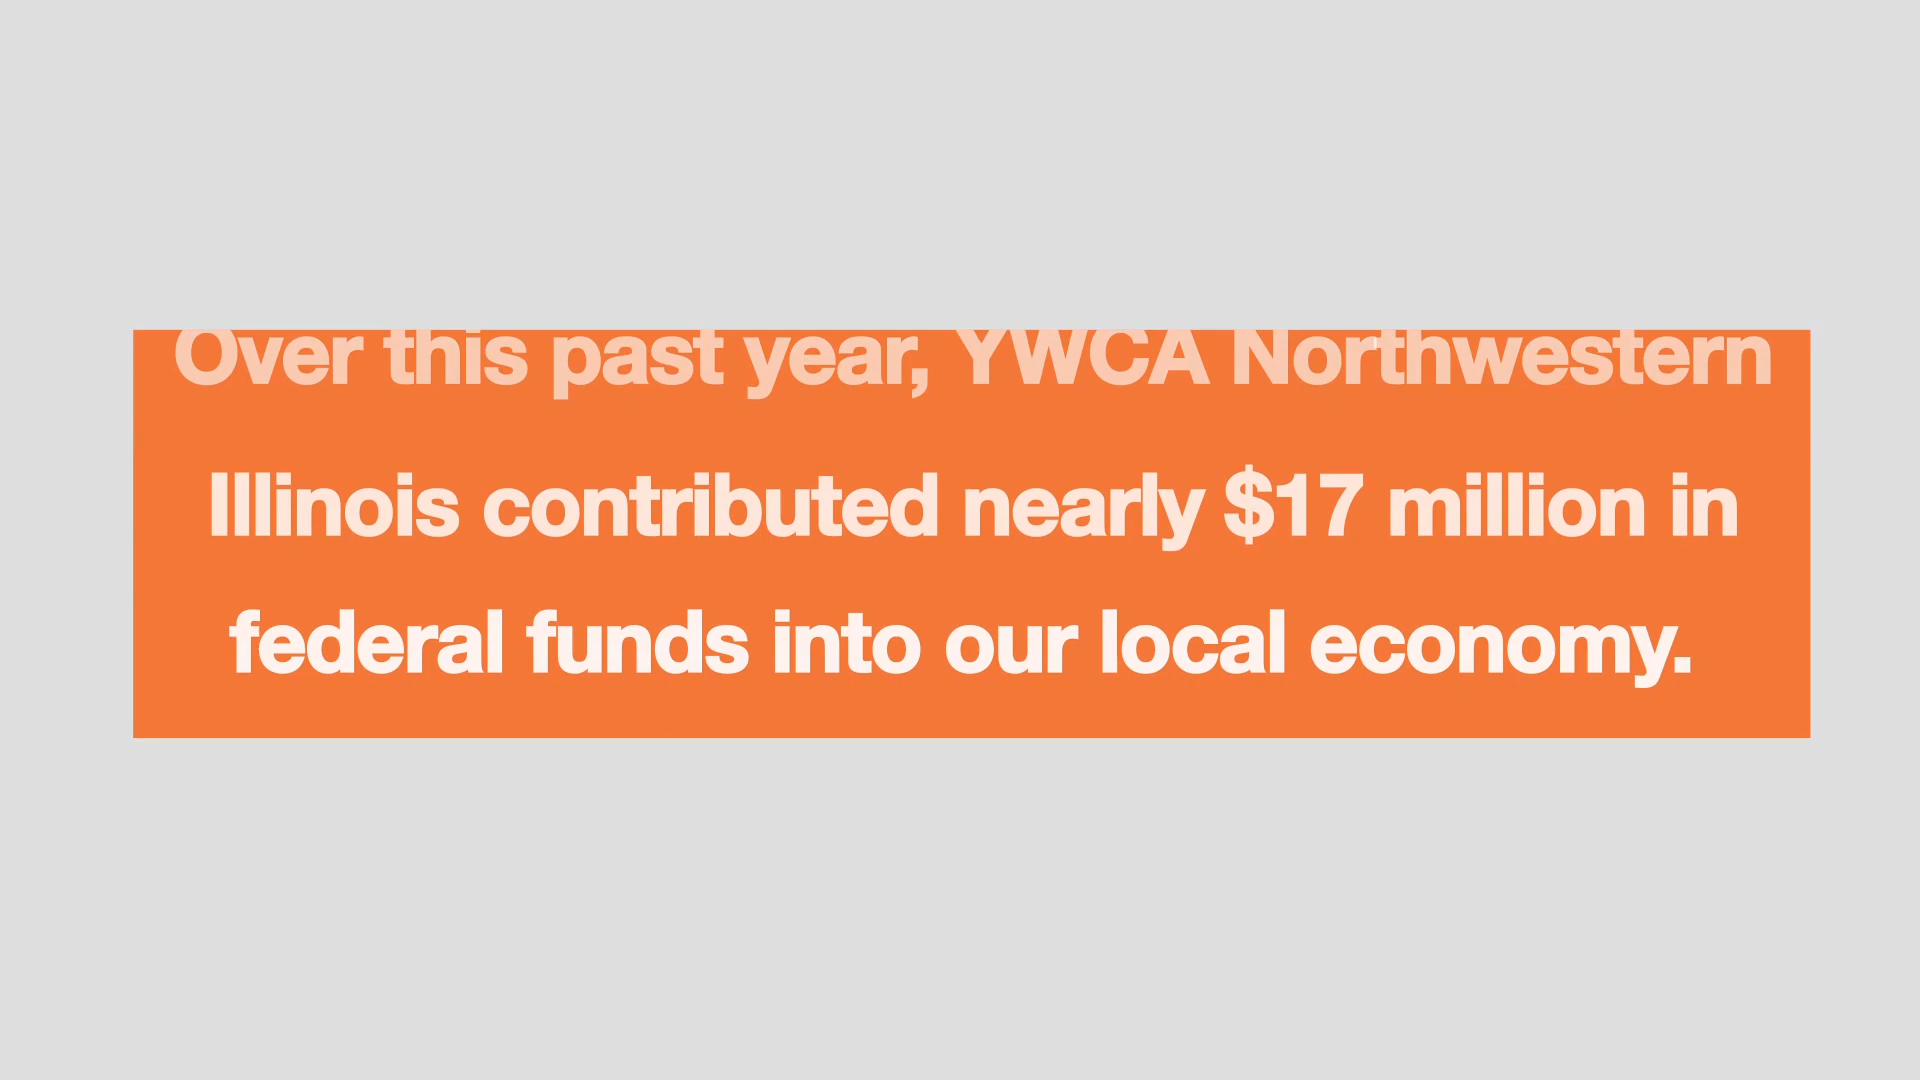 Over this past year, YWCA Northwestern
Illinois contributed nearly $17 million in
federal funds into our local economy.